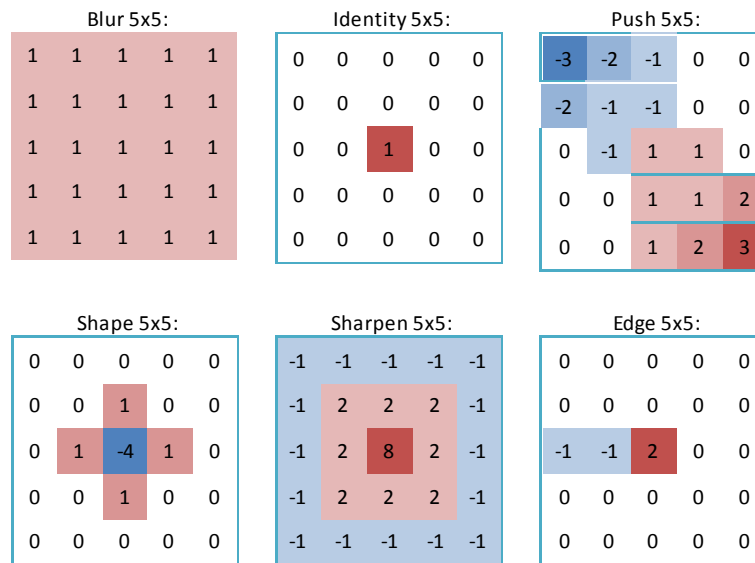 Blur 5x5:
1 1 1 1 1
1 1 1 1 1
1 1 1 1 1
1 1 1 1 1
1 1 1 1 1
Identity 5x5:
0 0 0 0 0
0 0 0 0 0
0 0 1 0 0
0 0 0 0 0
0 0 0 0 0
Push 5x5:
-3 -2 -1 0 0
-2 -1 -1 0 0
0 -1 1 1 0
0 0 1 1 2
0 0 1 2 3
Shape 5x5:
0 0 0 0 0
0 0 1 0 0
0 1 -4 1 0
0 0 1 0 0
0 0 0 0 0
Sharpen 5x5:
-1 -1 -1 -1 -1
-1 2 2 2 -1
-1 2 8 2 -1
-1 2 2 2 -1
-1 -1 -1 -1 -1
Edge 5x5:
0 0 0 0 0
0 0 0 0 0
-1 -1 2 0 0
0 0 0 0 0
0 0 0 0 0